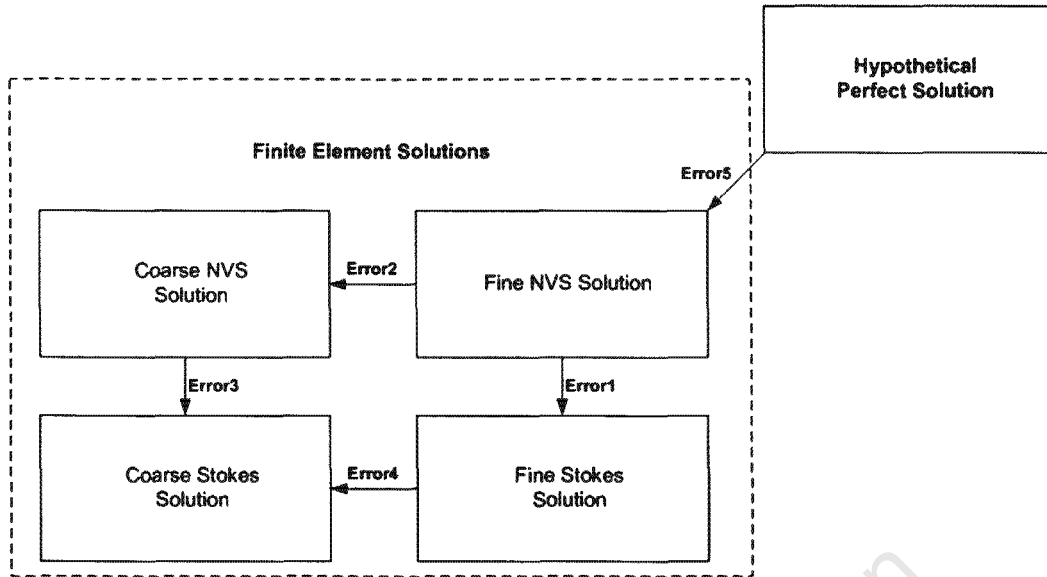 Hypothetical
Perfect Solution
Finite Element Solutions
Error5
Coarse NVS
Solution
Error2
Fine NVS Solution
Error3
Error1
Coarse Stokes
Solution
Error4
Fine Stokes
Solution